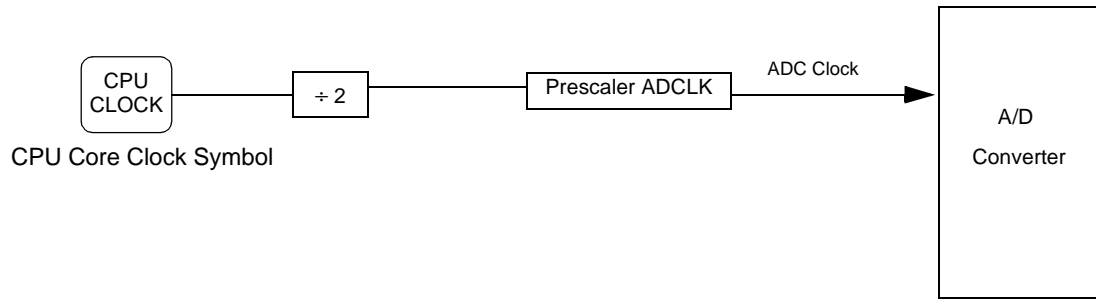 CPU
CLOCK
÷ 2
Prescaler ADCLK
ADC Clock
A/D
Converter
CPU Core Clock Symbol